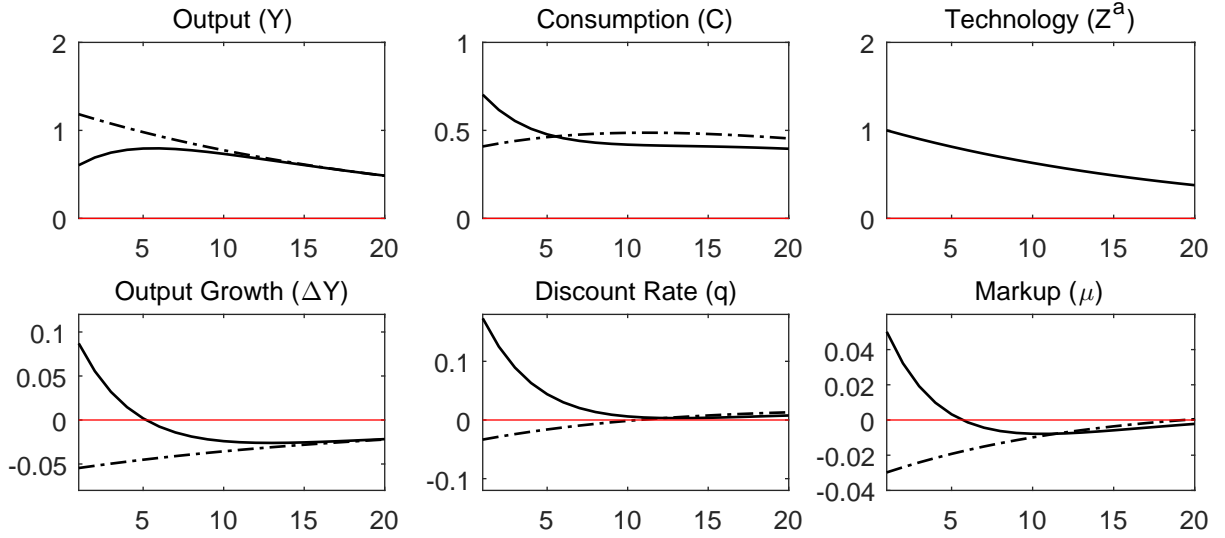 Output (Y)
2
1
0
5 10 15 20
Consumption (C)
1
0.5
0
5 10 15 20
Technology (Z^a)
2
1
0
5 10 15 20
Output Growth (ΔY)
0.1
0.05
0
-0.05
5 10 15 20
Discount Rate (q)
0.1
0
-0.1
5 10 15 20
Markup (μ)
0.04
0.02
0
-0.02
-0.04
5 10 15 20